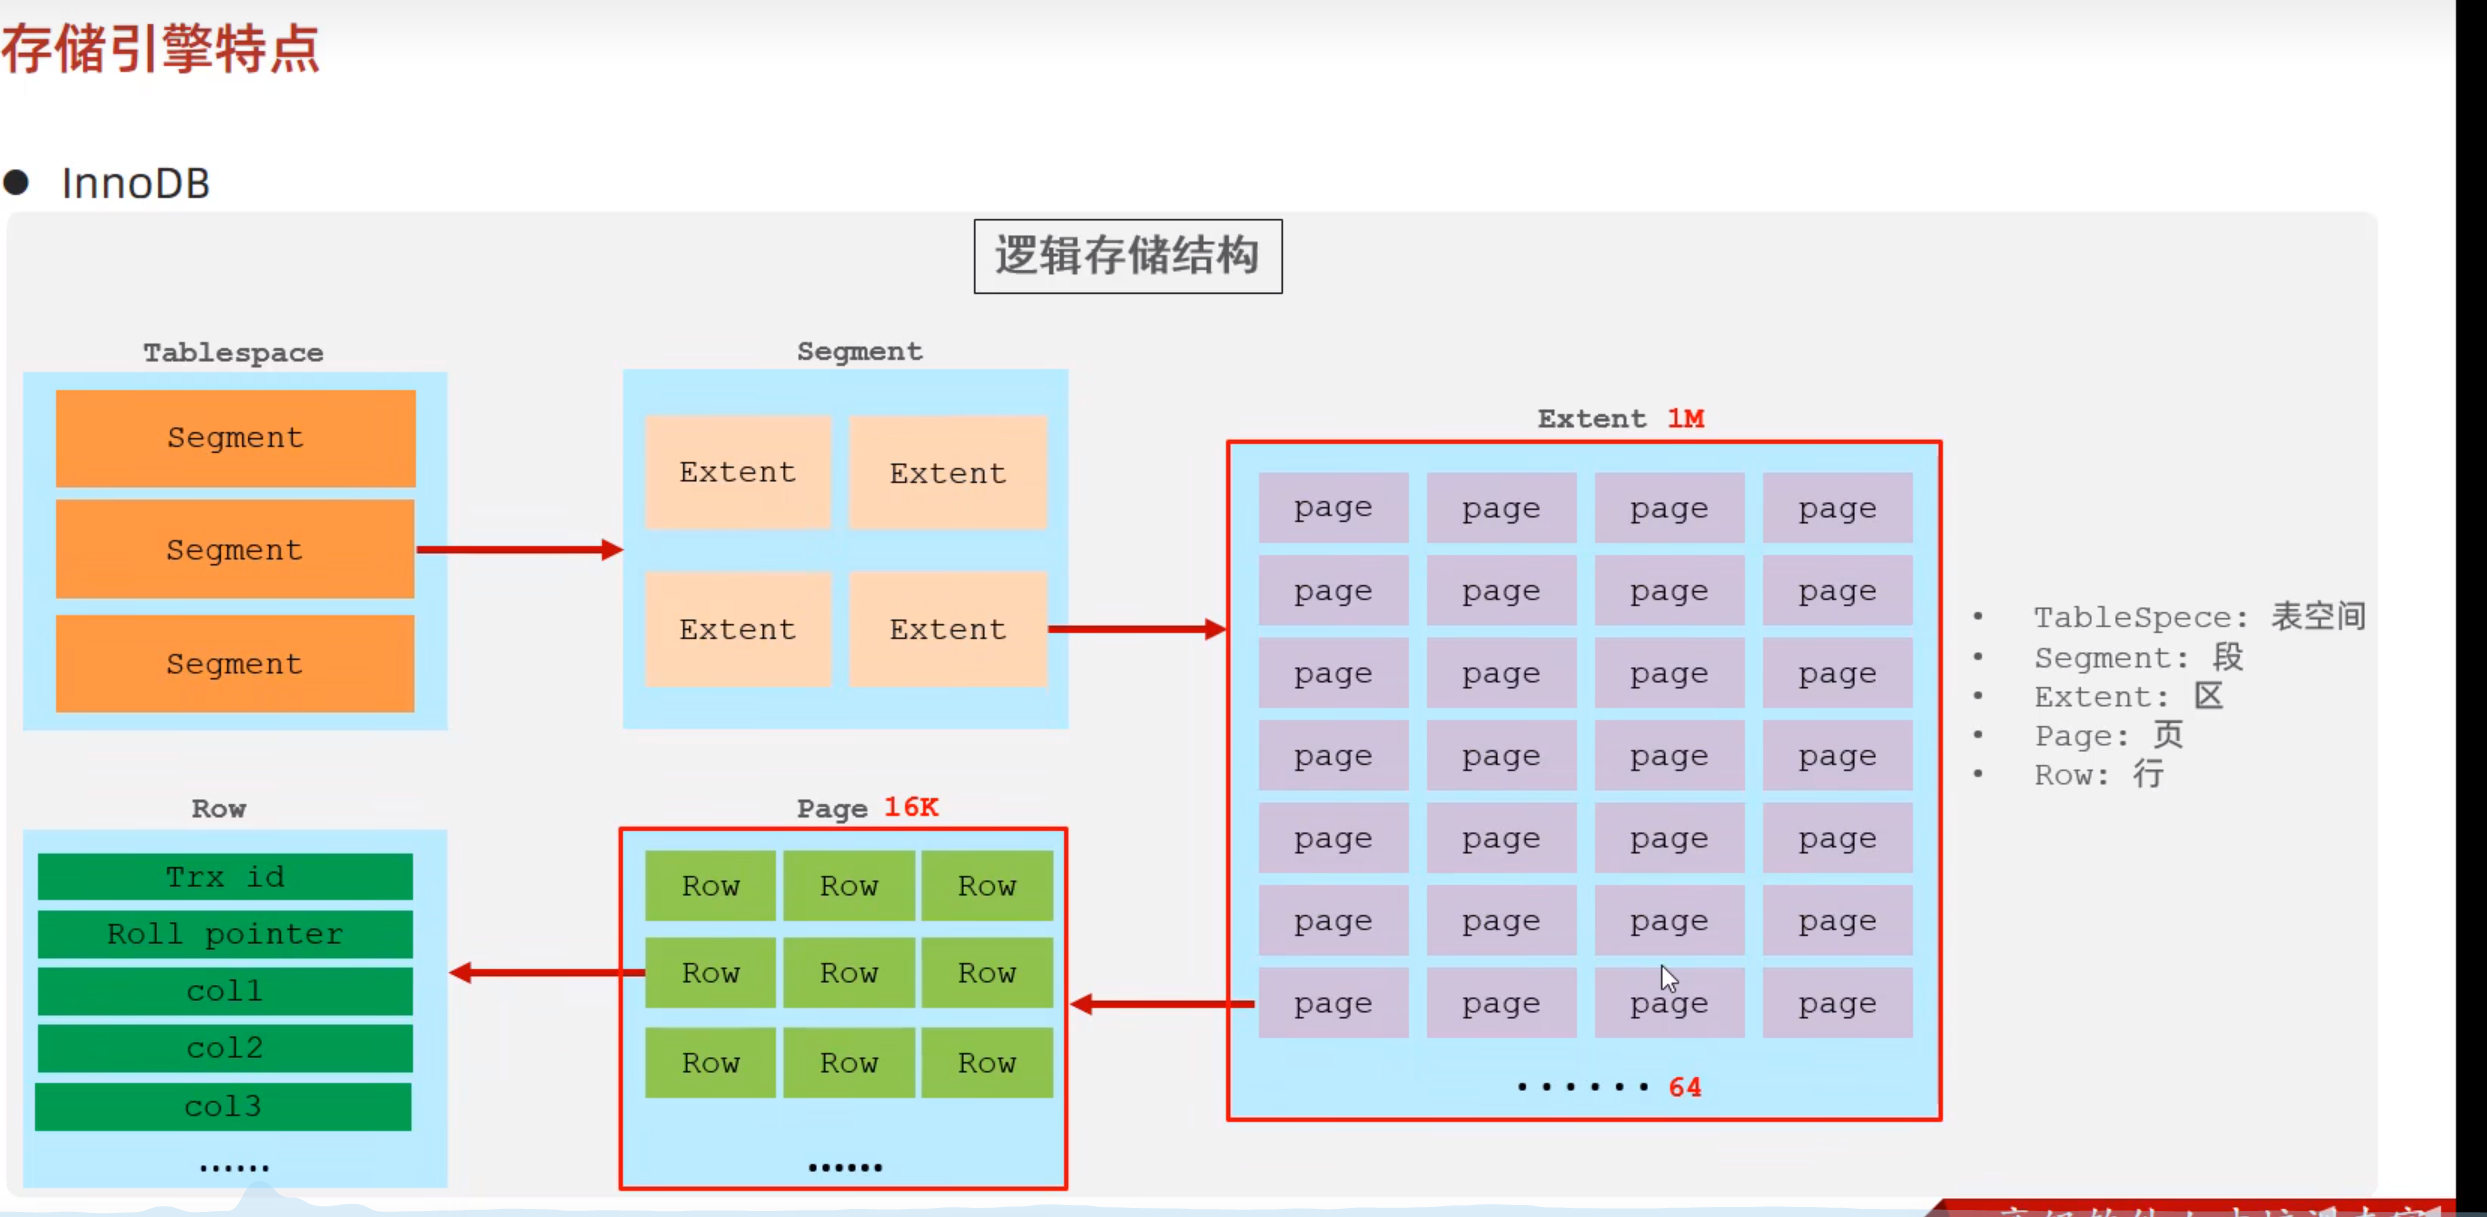 存储引擎特点
● InnoDB
逻辑存储结构
Tablespace
Segment
Segment
Segment
Segment
Extent Extent
Extent Extent
Extent 1M
page page page page
page page page page
page page page page
page page page page
page page page page
page page page page
page page page page
...... 64
• TableSpece: 表空间
• Segment: 段
• Extent: 区
• Page: 页
• Row: 行
Row
Trx id
Roll pointer
col1
col2
col3
......
Page 16K
Row Row Row
Row Row Row
Row Row Row
......